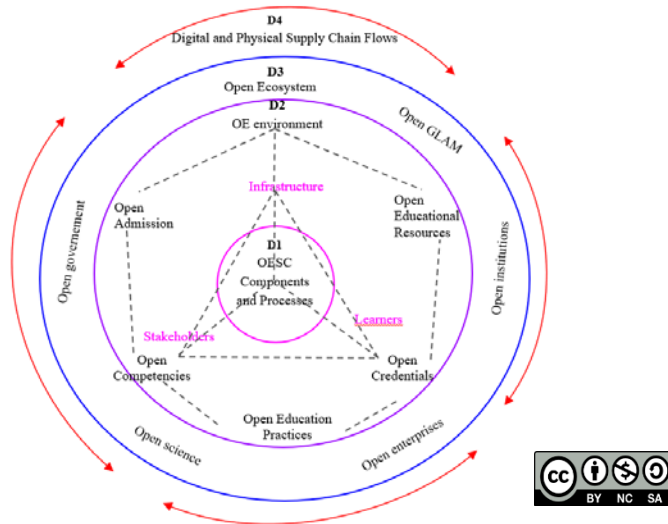 D4
Digital and Physical Supply Chain Flows
D3
Open Ecosystem
D2
OE environment
Open GLAM
Infrastructure
Open
Admission
Open
Educational
Resources
Open governement
D1
OESC
Components
and Processes
Open institutions
Learners
Stakeholders
Open
Competencies
Open
Credentials
Open Education
Practices
Open science
Open enterprises
cc
BY NC SA